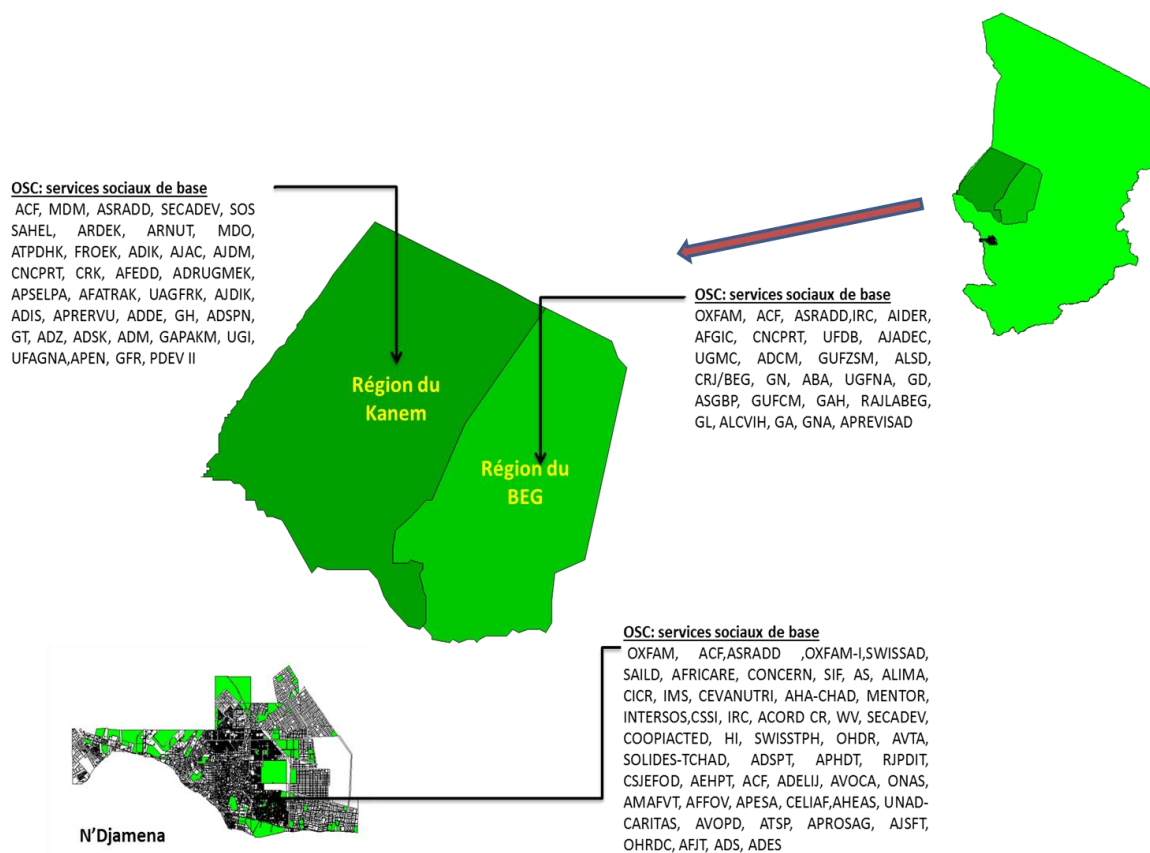 OSC: services sociaux de base
ACF, MDM, ASRADD, SECADEV, SOS
SAHEL, ARDEK, ARNUT, MDO,
ATPDHK, FROEK, ADIK, AJAC, AJDM,
CNCPRT, CRK, AFEDD, ADRUGMEK,
APSELPA, AFATRAK, UAGFRK, AJDIK,
ADIS, APRERVU, ADDE, GH, ADSPN,
GT, ADZ, ADSK, ADM, GAPAKM, UGI,
UFAGNA,APEN, GFR, PDEV II
Région du
Kanem
Région du
BEG
OSC: services sociaux de base
OXFAM, ACF, ASRADD,IRC, AIDER,
AFGIC, CNCPRT, UFDB, AJADEC,
UGMC, ADCM, GUFZSM, ALSD,
CRJ/BEG, GN, ABA, UGFNA, GD,
ASGBP, GUFCM, GAH, RAJLABEG,
GL, ALCVIH, GA, GNA, APREVISAD
OSC: services sociaux de base
OXFAM, ACF,ASRADD ,OXFAM-I,SWISSAD,
SAILD, AFRICARE, CONCERN, SIF, AS, ALIMA,
CICR, IMS, CEVANUTRI, AHA-CHAD, MENTOR,
INTERSOS,CSSI, IRC, ACORD CR, WV, SECADEV,
COOPIACTED, HI, SWISSTPH, OHDR, AVTA,
SOLIDES-TCHAD, ADSPT, APHDT, RJPDIT,
CSJEFOD, AEHPT, ACF, ADELIJ, AVOCA, ONAS,
AMAFVT, AFFOV, APESA, CELIAF,AHEAS, UNAD-
CARITAS, AVOPD, ATSP, APROSAG, AJSFT,
OHRDC, AFJT, ADS, ADES
N'Djamena